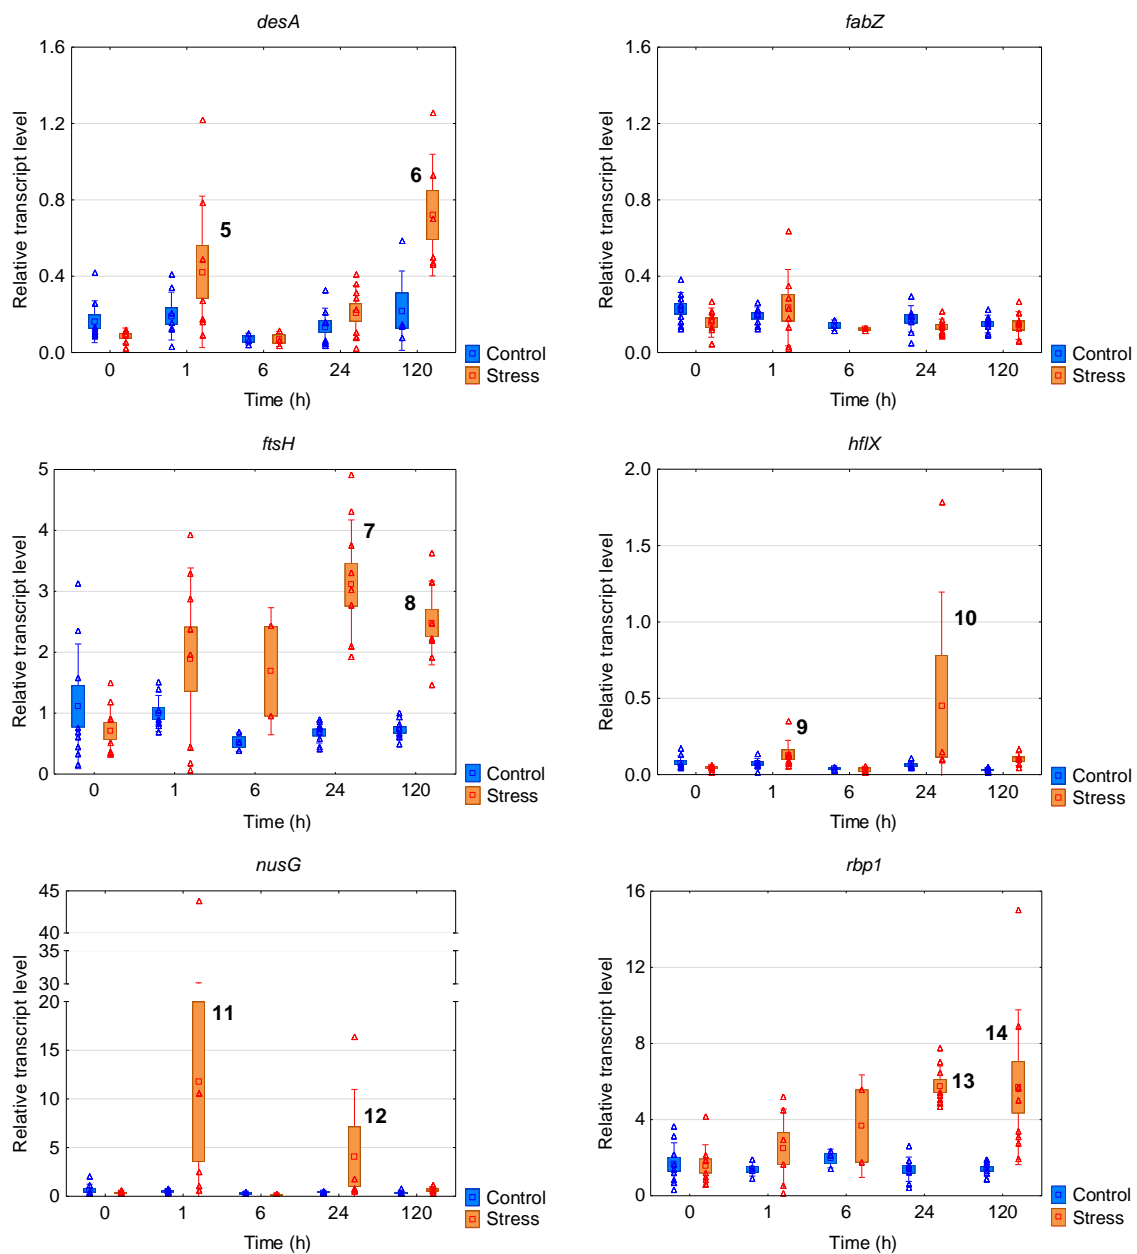 desA
Relative transcript level
1.6
1.2
0.8
0.4
0.0
5
6
0 1 6 24 120
Time (h)
Control
Stress
fabZ
Relative transcript level
1.6
1.2
0.8
0.4
0.0
0 1 6 24 120
Time (h)
Control
Stress
ftsH
Relative transcript level
5
4
3
2
1
0
7
8
0 1 6 24 120
Time (h)
Control
Stress
hflX
Relative transcript level
2.0
1.5
1.0
0.5
0.0
9
10
0 1 6 24 120
Time (h)
Control
Stress
nusG
Relative transcript level
45
40
35
30
20
15
10
5
0
11
12
0 1 6 24 120
Time (h)
Control
Stress
rbp1
Relative transcript level
16
12
8
4
0
13
14
0 1 6 24 120
Time (h)
Control
Stress